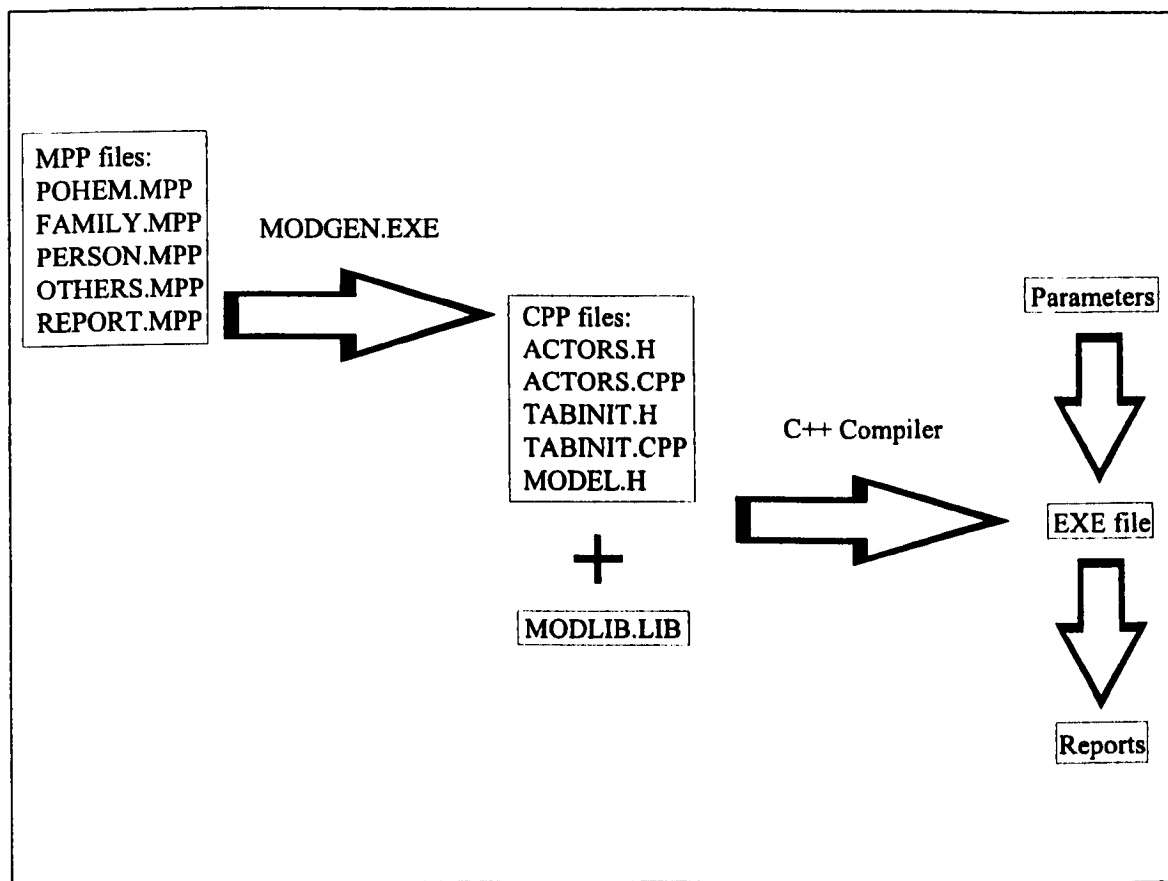 MPP files:
POHEM.MPP
FAMILY.MPP
PERSON.MPP
OTHERS.MPP
REPORT.MPP
MODGEN.EXE
CPP files:
ACTORS.H
ACTORS.CPP
TABINIT.H
TABINIT.CPP
MODEL.H
+
MODLIB.LIB
C++ Compiler
Parameters
EXE file
Reports